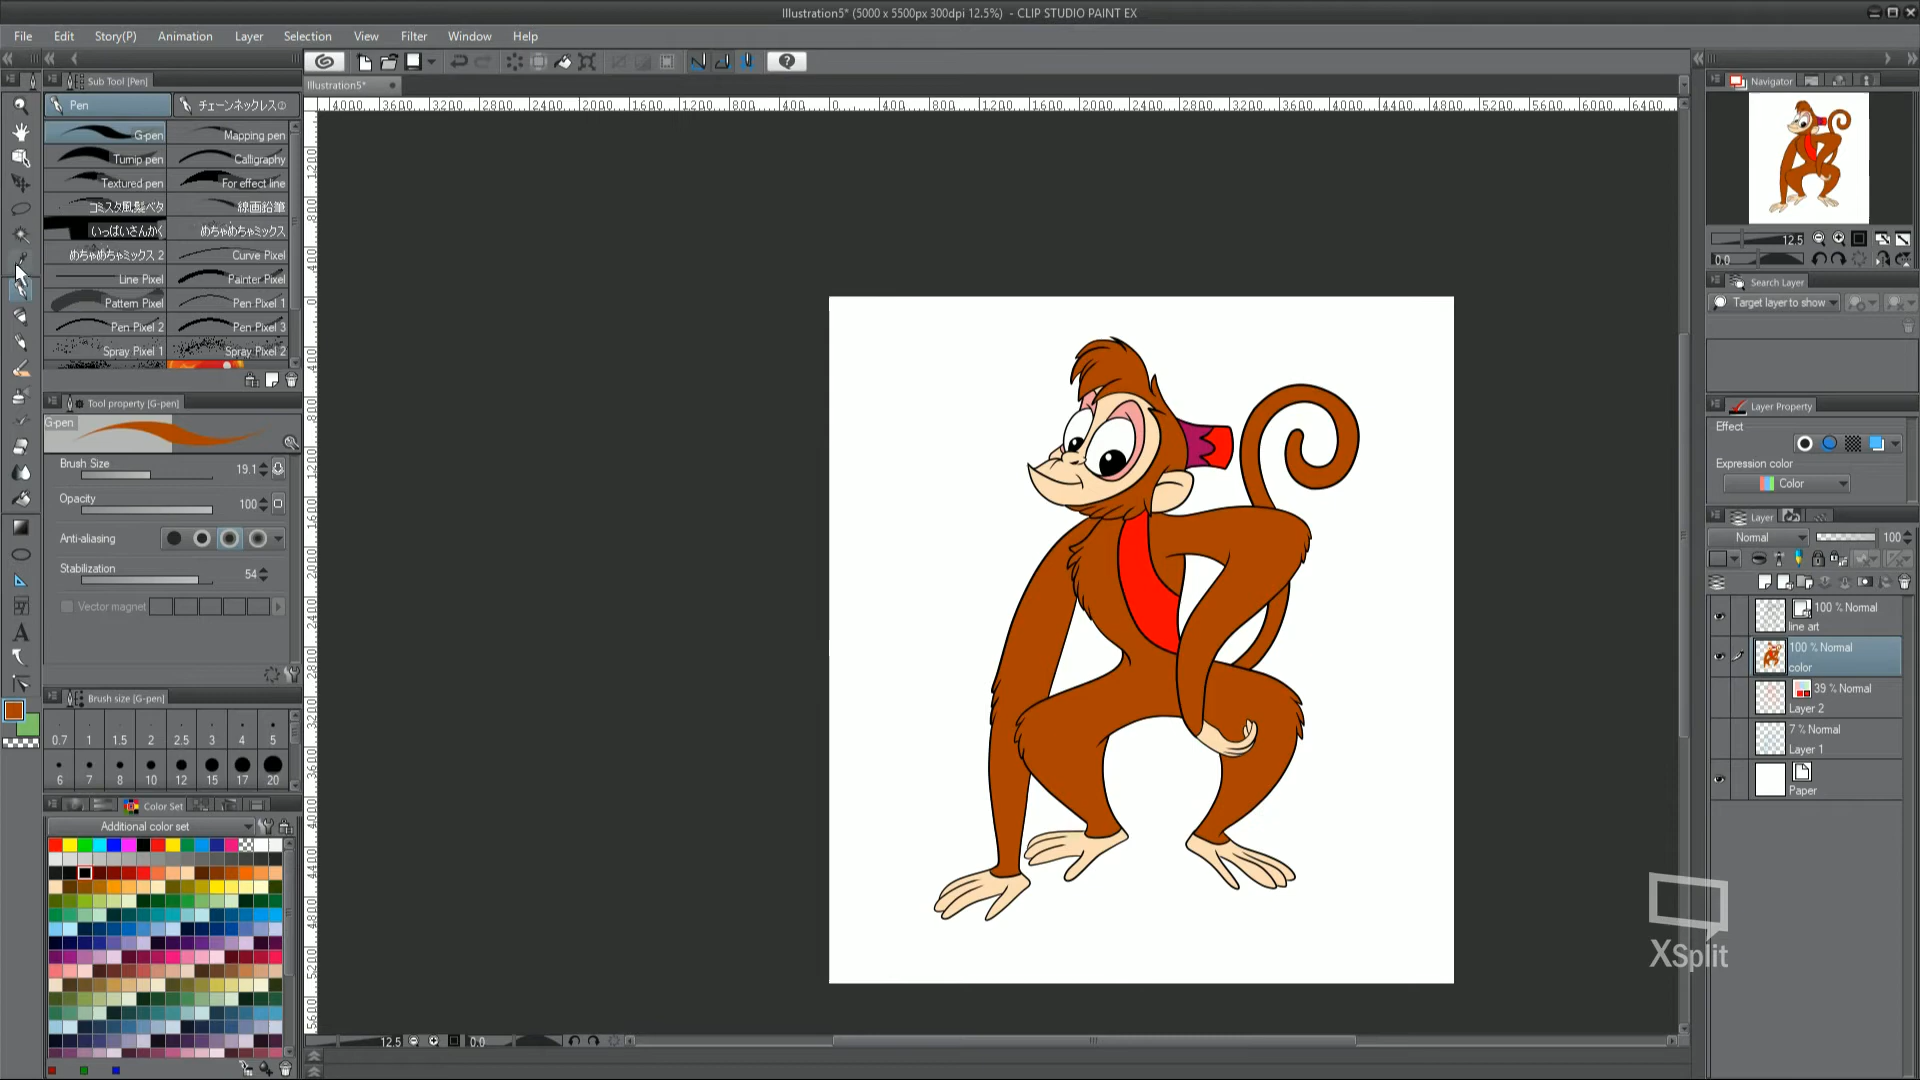 Illustration5* (5000 x 5500px 300dpi 12.5%) - CLIP STUDIO PAINT EX
File Edit Story(P) Animation Layer Selection View Filter Window Help
Sub Tool [Pen]
Illustration5*
Pen チェーンネックレス②
G-pen Mapping pen
Turnip pen Calligraphy
Textured pen For effect line
コミスタ風髪ベタ 線画鉛筆
いっぱいさんかく めちゃめちゃミックス
めちゃめちゃミックス 2 Curve Pixel
Line Pixel Painter Pixel
Pattern Pixel Pen Pixel 1
Pen Pixel 2 Pen Pixel 3
Spray Pixel 1 Spray Pixel 2
Tool property [G-pen]
G-pen
Brush Size 19.1
Opacity 100
Anti-aliasing
Stabilization 54
Vector magnet
Brush size [G-pen]
0.7 1 1.5 2 2.5 3 4 5
6 7 8 10 12 15 17 20
Color Set
Additional color set
12.5 0.0
Navigator
12.5
0.0
Search Layer
Target layer to show
Layer Property
Effect
Expression color
Color
Layer
Normal 100
100 % Normal
line art
100 % Normal
color
39 % Normal
Layer 2
7 % Normal
Layer 1
Paper
XSplit